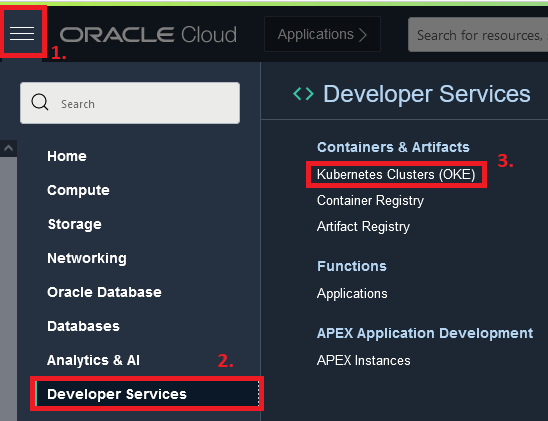 ORACLE Cloud
Applications
Search for resources, s
1.
Search
Home
Compute
Storage
Networking
Oracle Database
Databases
Analytics & AI
2.
Developer Services
<> Developer Services
Containers & Artifacts
3.
Kubernetes Clusters (OKE)
Container Registry
Artifact Registry
Functions
Applications
APEX Application Development
APEX Instances